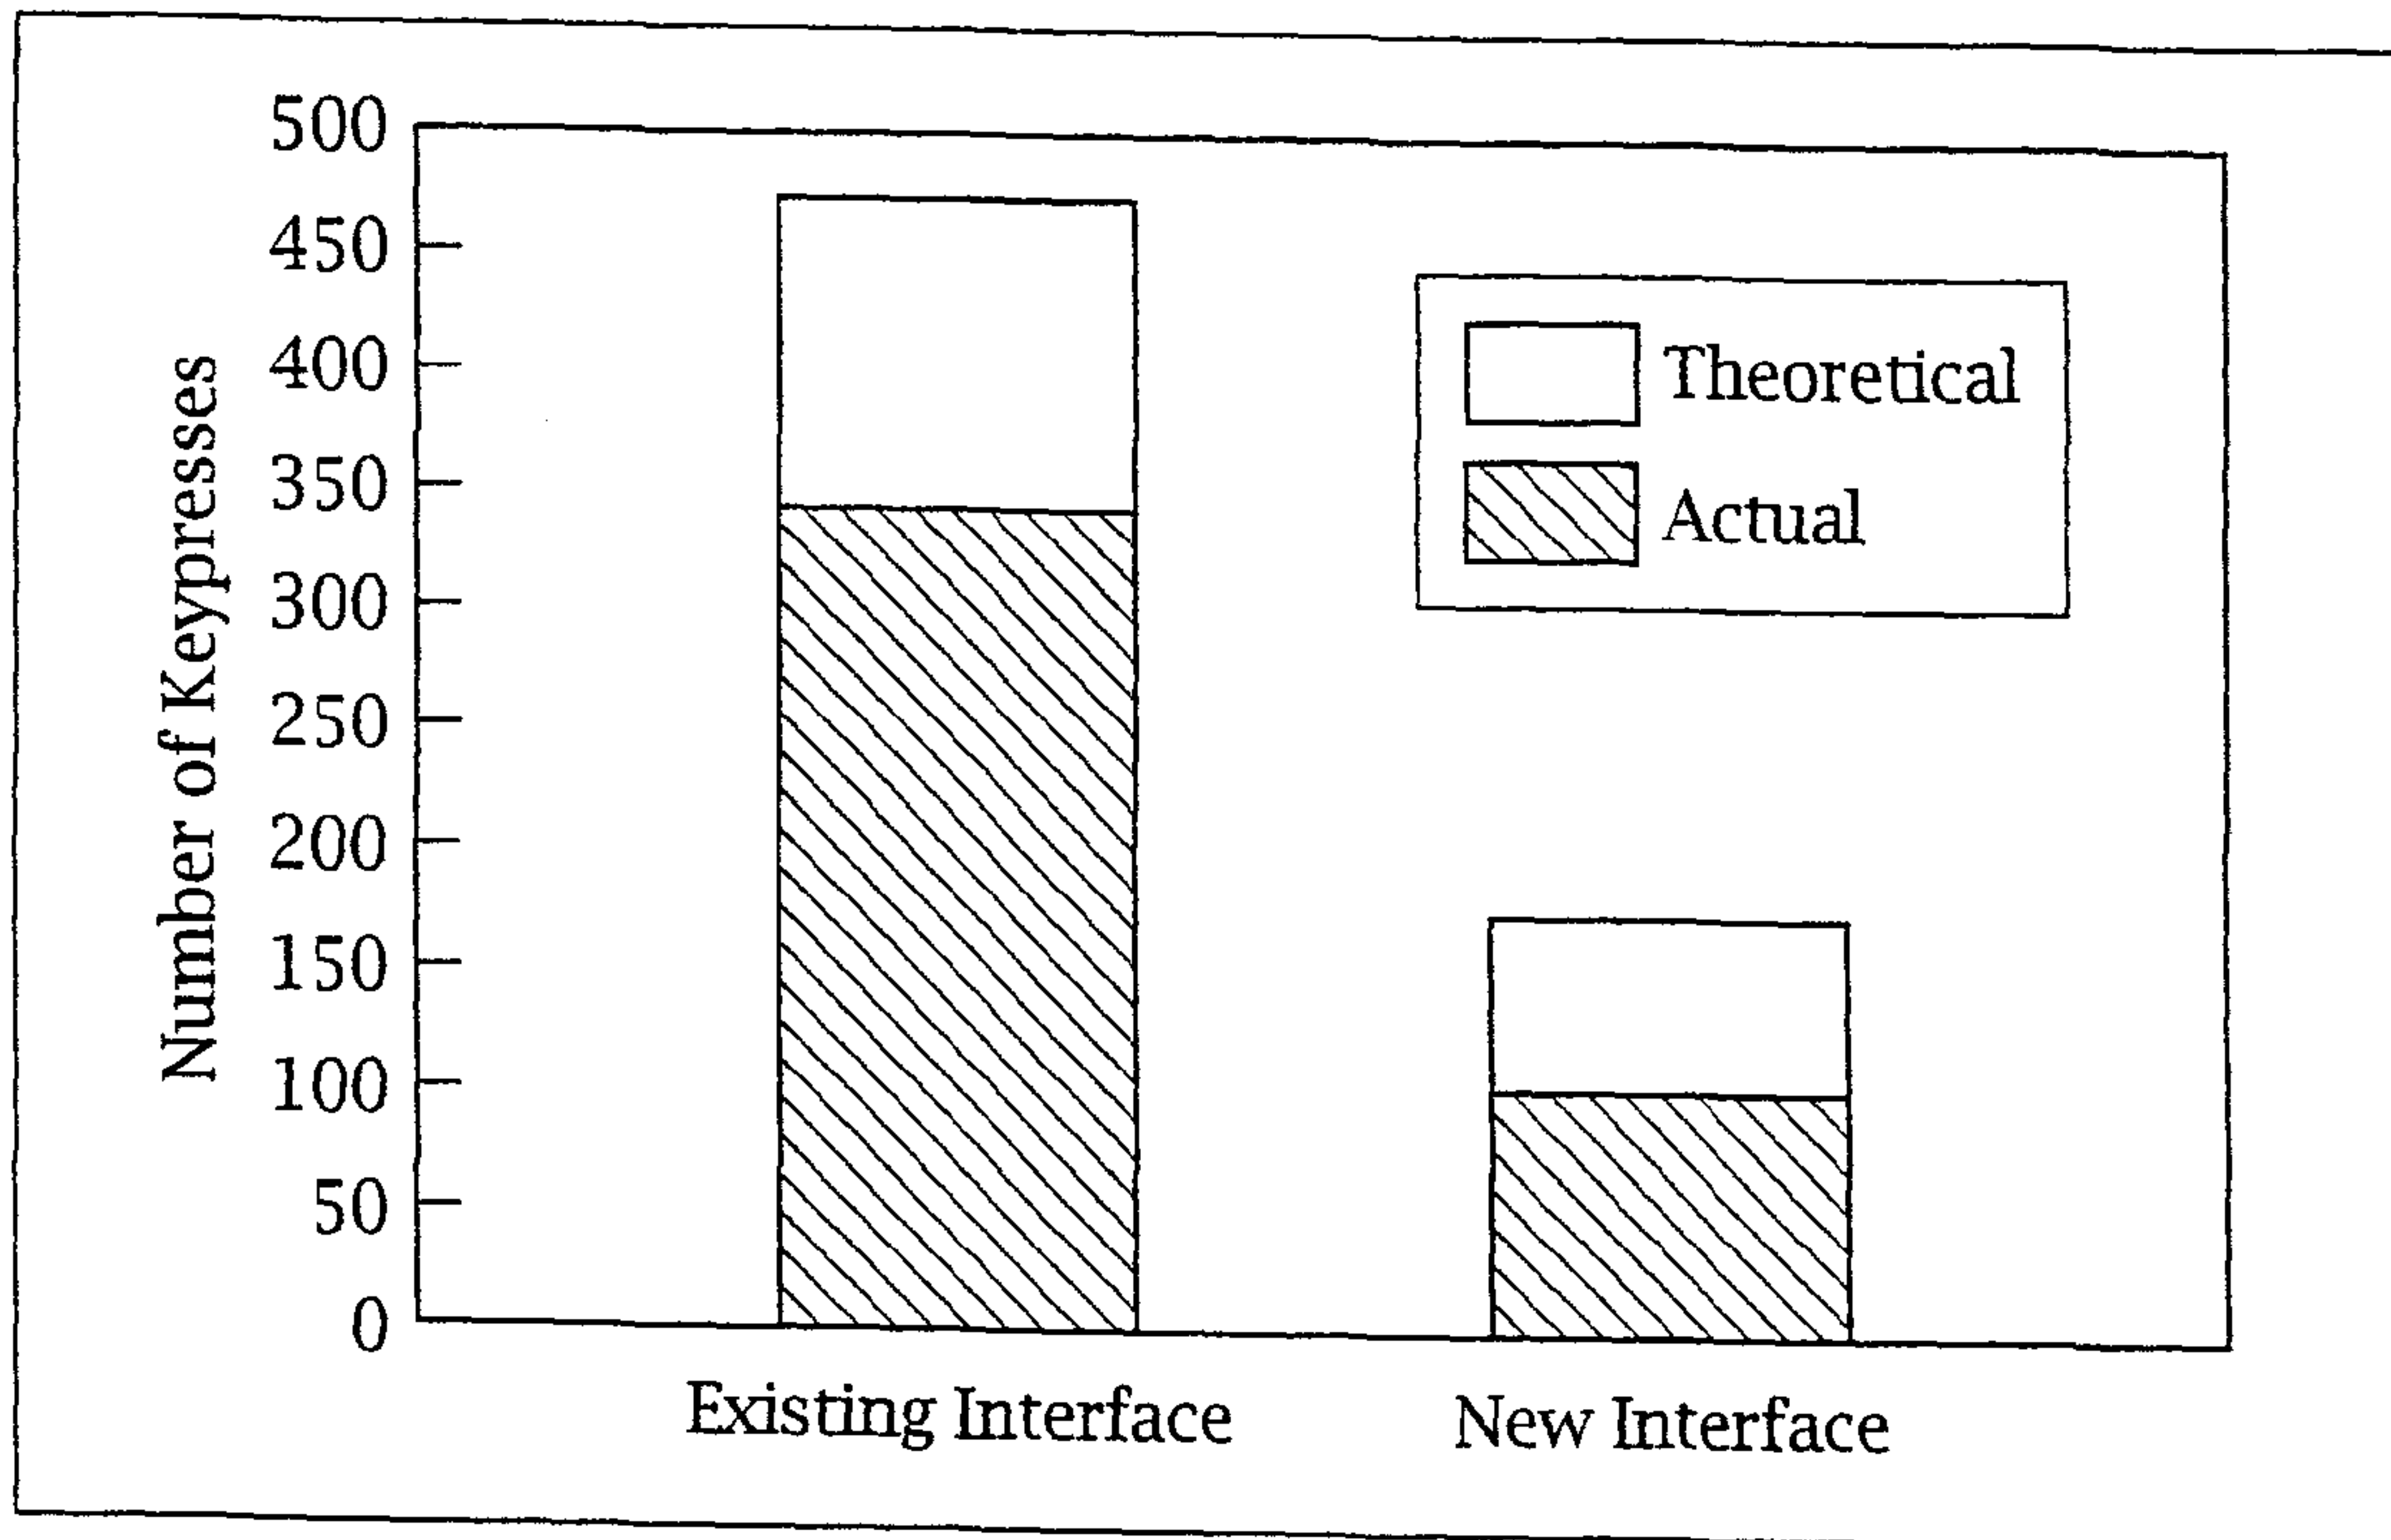 500
450
400
350
300
250
200
150
100
50
0
Number of Keypresses
Theoretical
Actual
Existing Interface
New Interface